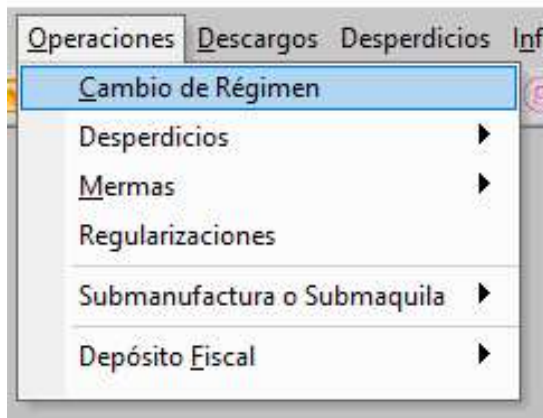 Operaciones Descargos Desperdicios
Cambio de Régimen
Desperdicios
Mermas
Regularizaciones
Submanufactura o Submaquila
Depósito Fiscal